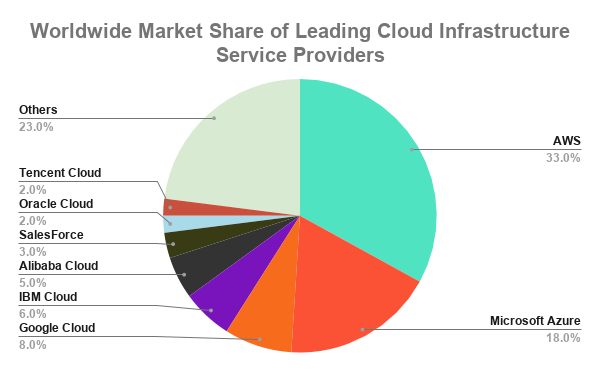 Worldwide Market Share of Leading Cloud Infrastructure
Service Providers
Others
23.0%
Tencent Cloud
2.0%
Oracle Cloud
2.0%
SalesForce
3.0%
Alibaba Cloud
5.0%
IBM Cloud
6.0%
Google Cloud
8.0%
AWS
33.0%
Microsoft Azure
18.0%